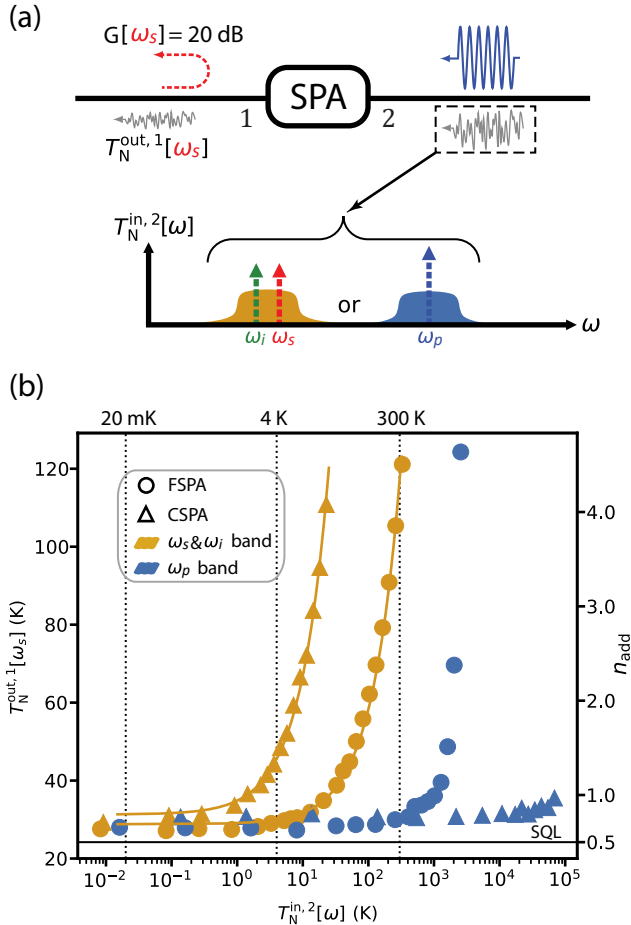 (a)
G[ωs] = 20 dB
SPA
1
2
T_N^out, 1[ωs]
T_N^in, 2[ω]
or
ωi
ωs
ωp
ω
(b)
20 mK
4 K
300 K
FSPA
CSPA
ωs&ωi band
ωp band
120
100
80
60
40
20
T_N^out, 1[ωs] (K)
4.0
3.0
2.0
1.0
0.5
n_add
SQL
10^−2
10^−1
10^0
10^1
10^2
10^3
10^4
10^5
T_N^in, 2[ω] (K)